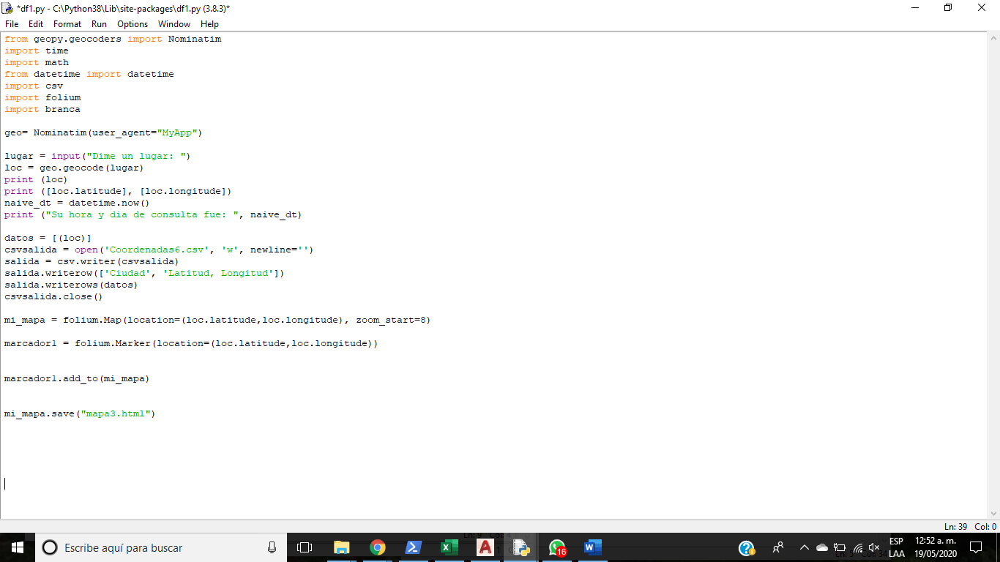 *df1.py - C:\Python38\Lib\site-packages\df1.py (3.8.3)*
File Edit Format Run Options Window Help
from geopy.geocoders import Nominatim
import time
import math
from datetime import datetime
import csv
import folium
import branca
geo= Nominatim(user_agent="MyApp")
lugar = input("Dime un lugar: ")
loc = geo.geocode(lugar)
print (loc)
print ([loc.latitude], [loc.longitude])
naive_dt = datetime.now()
print ("Su hora y dia de consulta fue: ", naive_dt)
datos = [(loc)]
csvsalida = open('Coordenadas6.csv', 'w', newline='')
salida = csv.writer(csvsalida)
salida.writerow(['Ciudad', 'Latitud, Longitud'])
salida.writerows(datos)
csvsalida.close()
mi_mapa = folium.Map(location=(loc.latitude,loc.longitude), zoom_start=8)
marcador1 = folium.Marker(location=(loc.latitude,loc.longitude))
marcador1.add_to(mi_mapa)
mi_mapa.save("mapa3.html")
Ln: 39 Col: 0
Escribe aquí para buscar
16
ESP
LAA
12:52 a. m.
19/05/2020